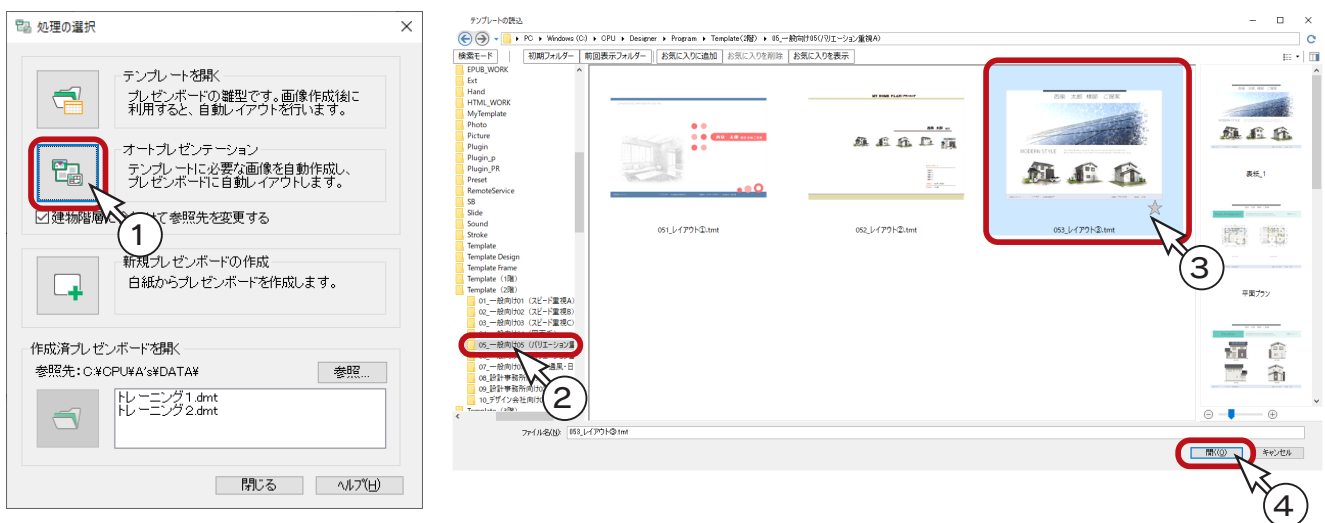 処理の選択
テンプレートを開く
プレゼンボードの雛型です。画像作成後に
利用すると、自動レイアウトを行います。
オートプレゼンテーション
テンプレートに必要な画像を自動作成し、
プレゼンボードに自動レイアウトします。
建物階層に
て参照先を変更する
1
新規プレゼンボードの作成
白紙からプレゼンボードを作成します。
作成済プレゼンボードを開く
参照先:C:¥CPU¥A's¥DATA¥
参照...
トレーニング1.dmt
トレーニング2.dmt
閉じる
ヘルプ(H)
テンプレートの読込
PC › Windows (C:) › CPU › Designer › Program › Template(2階) › 05_一般向け05(バリエーション重視A)
検索モード
初期フォルダー
前回表示フォルダー
お気に入りに追加
お気に入りを削除
お気に入りを表示
EPUB_WORK
Ext
Hand
HTML_WORK
MyTemplate
Photo
Picture
Plugin
Plugin_p
Plugin_PR
Preset
RemoteService
SB
Slide
Sound
Stroke
Template
Template Design
Template Frame
Template(1階)
Template(2階)
01_一般向け01(スピード重視A)
02_一般向け02(スピード重視B)
03_一般向け03(スピード重視C)
05_一般向け05(バリエーション重
07_一般向け0
通風・日
08_設計事務所
09_設計事務所向け0
10_デザイン会社向け
2
MY HOME PLAN PROJECT
西条 太郎 様邸 ご提案
MODERN STYLE
051_レイアウト①.tmt
052_レイアウト②.tmt
053_レイアウト③.tmt
3
表紙_1
平面プラン
ファイル名(N):
053_レイアウト③.tmt
開く(O)
キャンセル
4